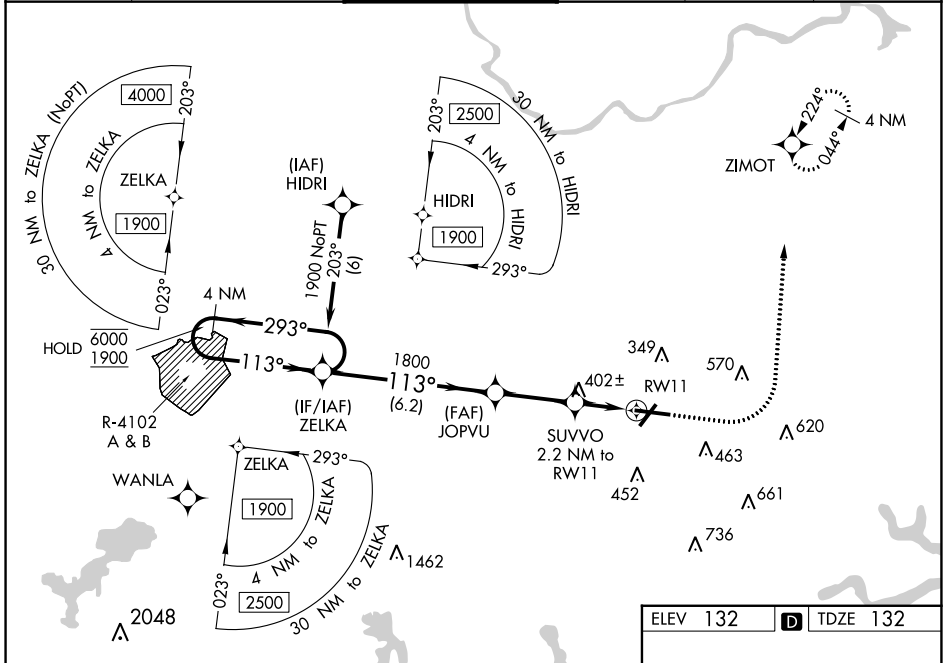 30 NM to ZELKA (NoPT)
4000
203°
4 NM to ZELKA
ZELKA
1900
023°
(IAF)
HIDRI
1900 NoPT
203°
(6)
203°
2500
30 NM to HIDRI
4 NM to HIDRI
HIDRI
1900
293°
224°
044°
4 NM
ZIMOT
4 NM
HOLD 6000
1900
293°
113°
R-4102
A & B
(IF/IAF)
ZELKA
1800
113°
(6.2)
(FAF)
JOPVU
402±
SUVVO
2.2 NM to
RW11
RW11
349
570
620
463
452
661
736
WANLA
ZELKA
293°
1900
4 NM to ZELKA
023°
2500
30 NM to ZELKA
1462
2048
ELEV 132 D TDZE 132